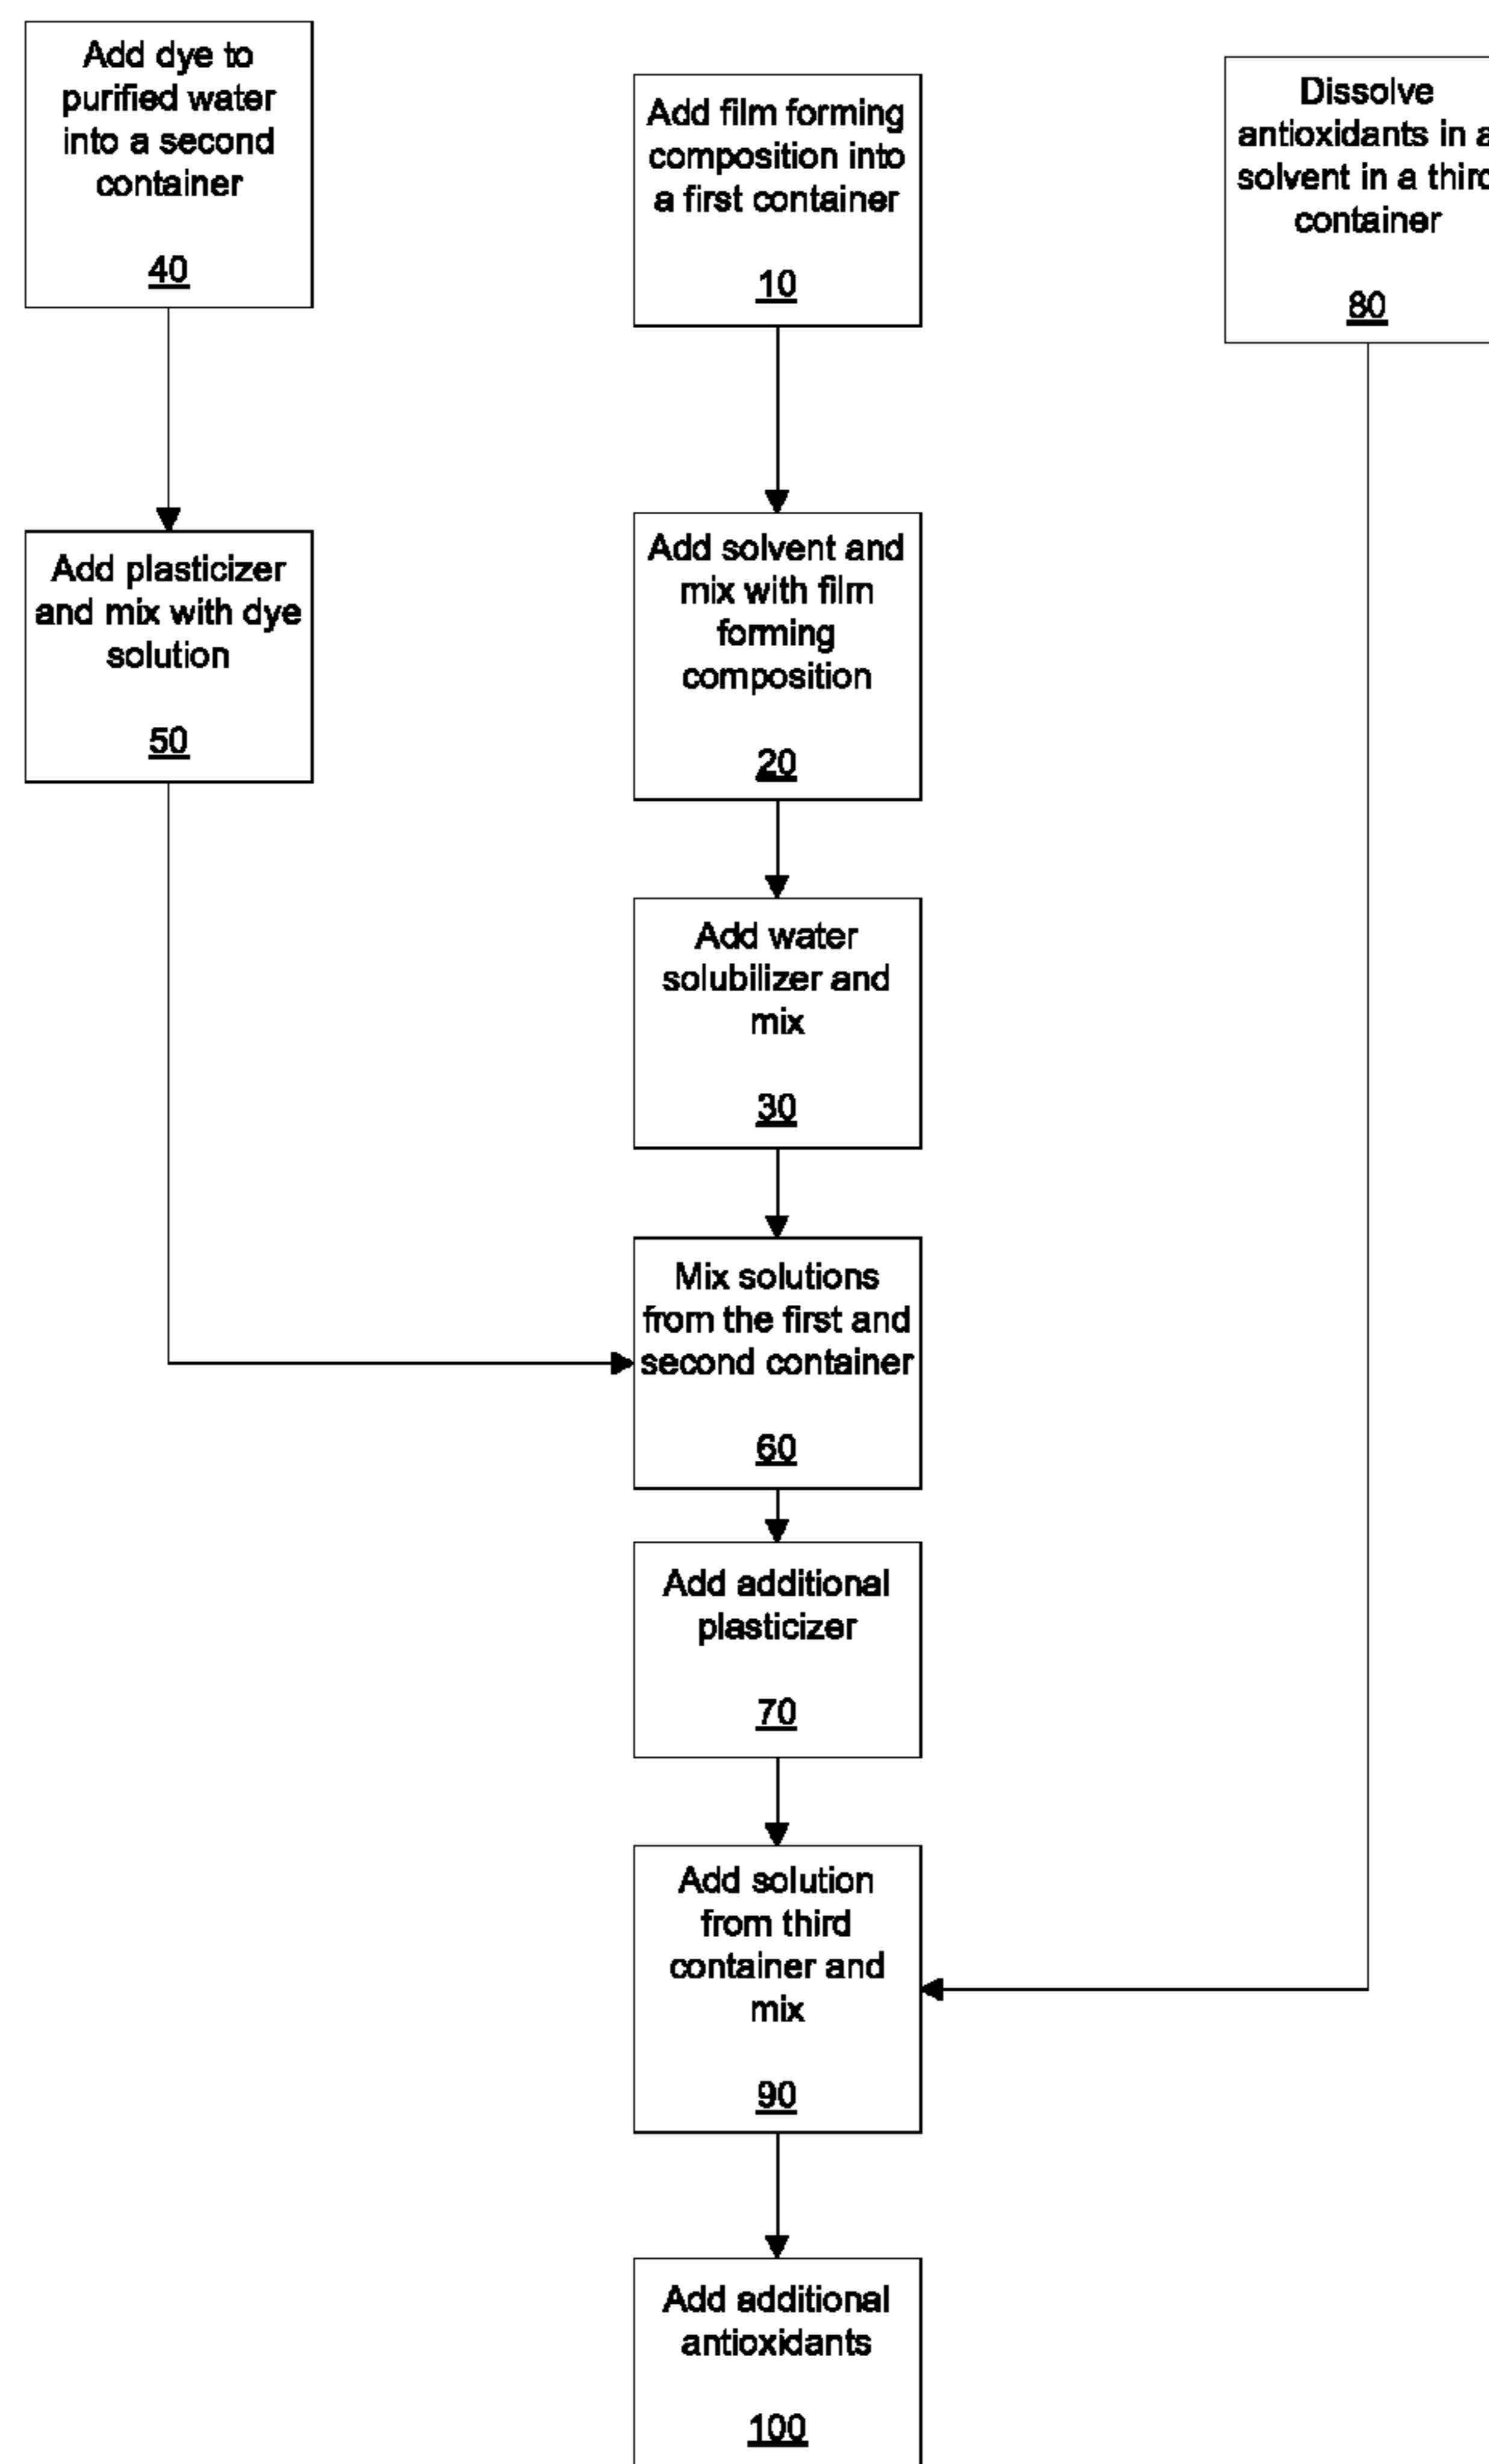 Add dye to
purified water
into a second
container
40
Add film forming
composition into
a first container
10
Dissolve
antioxidants in a
solvent in a third
container
80
Add plasticizer
and mix with dye
solution
50
Add solvent and
mix with film
forming
composition
20
Add water
solubilizer and
mix
30
Mix solutions
from the first and
second container
60
Add additional
plasticizer
70
Add solution
from third
container and
mix
90
Add additional
antioxidants
100